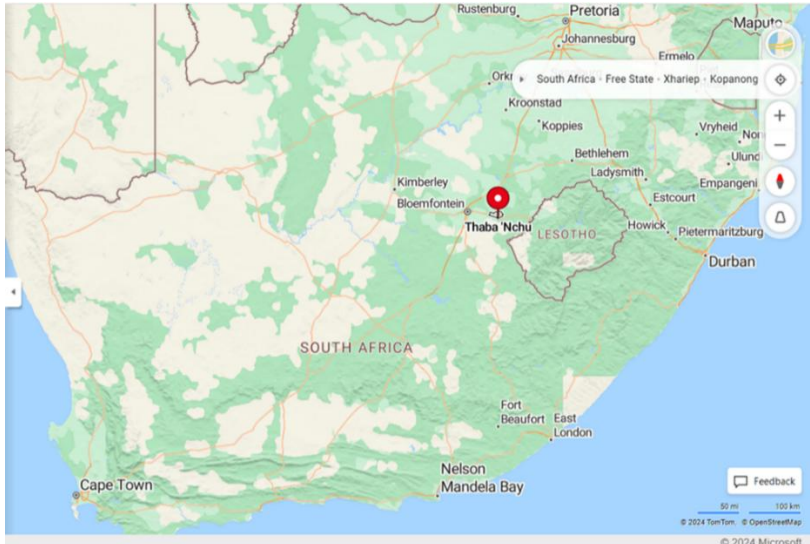 Rustenburg
Pretoria
Maputo
Johannesburg
Ermelo
South Africa · Free State · Xhariep · Kopanong
Kroonstad
Koppies
Vryheid
Bethlehem
Ladysmith
Kimberley
Empangeni
Bloemfontein
Estcourt
Thaba 'Nchu
LESOTHO
Howick
Pietermaritzburg
Durban
SOUTH AFRICA
Fort
Beaufort
East
London
Nelson
Mandela Bay
Cape Town
Feedback
50 mi
100 km
© 2024 TomTom, © OpenStreetMap
© 2024 Microsoft